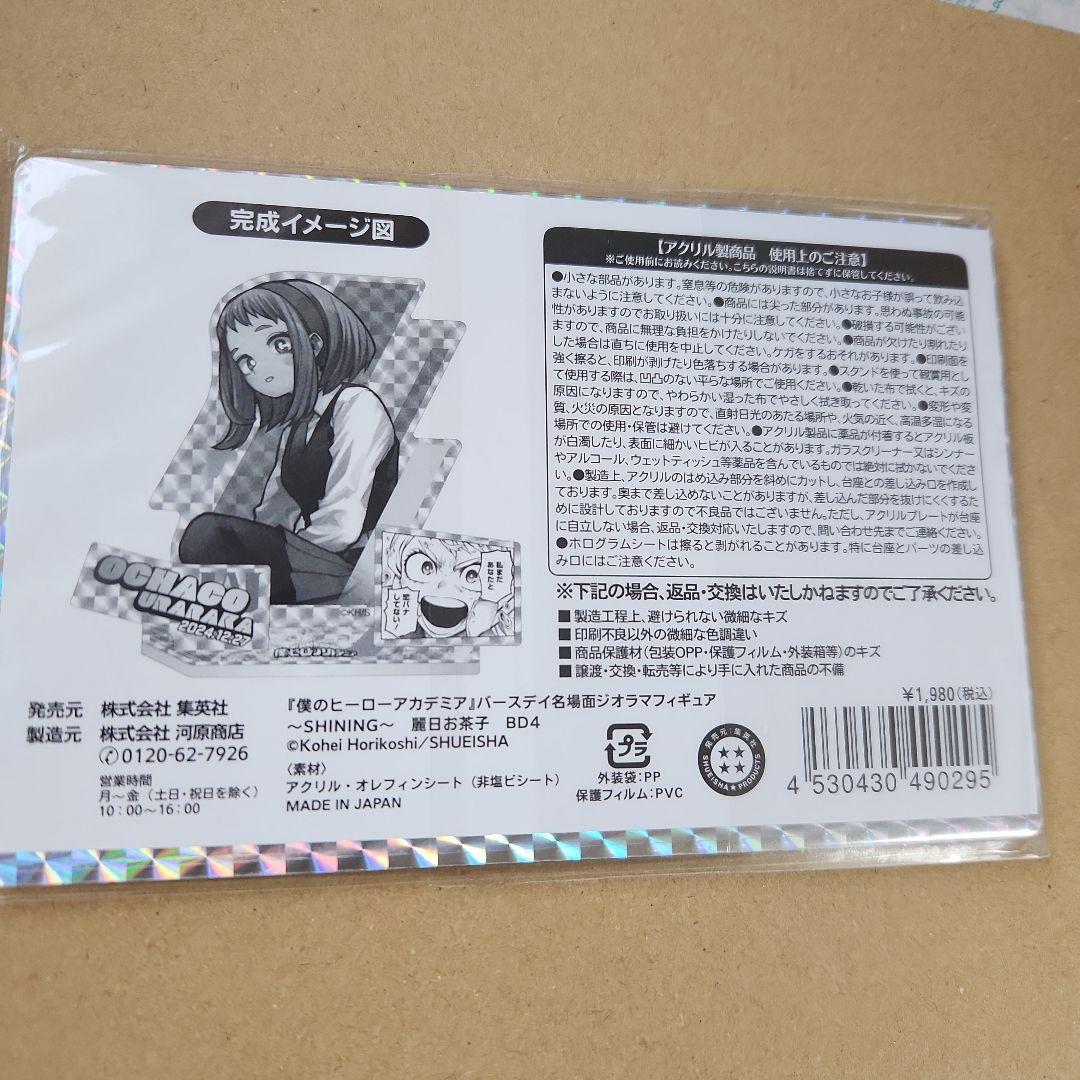 完成イメージ図
OCHACO
URARAKA
2024.12.27
私まだ
あなたと
恋バナ
してない!
©K.H/S
僕のヒーローアカデミア
【アクリル製商品 使用上のご注意】
※ご使用前にお読みください。こちらの説明書は捨てずに保管してください。
●小さな部品があります。窒息等の危険がありますので、小さなお子様が誤って飲み込
まないように注意してください。●商品には尖った部分があります。思わぬ事故の可能
性がありますのでお取り扱いには十分に注意してください。●破損する可能性がござい
ますので、商品に無理な負担をかけたりしないでください。●商品が欠けたり割れたり
した場合は直ちに使用を中止してください。ケガをするおそれがあります。●印刷面を
強く擦ると、印刷が剥げたり色落ちする場合があります。●スタンドを使って観賞用とし
て使用する際は、凹凸のない平らな場所でご使用ください。●乾いた布で拭くと、キズの
原因になりますので、やわらかい湿った布でやさしく拭き取ってください。●変形や変
質、火災の原因となりますので、直射日光のあたる場所や、火気の近く、高温多湿になる
場所での使用・保管は避けてください。●アクリル製品に薬品が付着するとアクリル板
が白濁したり、表面に細かいヒビが入ることがあります。ガラスクリーナー又はシンナー
やアルコール、ウェットティッシュ等薬品を含んでいるものでは絶対に拭かないでくださ
い。●製造上、アクリルのはめ込み部分を斜めにカットし、台座との差し込み口を作成し
ております。奥まで差し込めないことがありますが、差し込んだ部分を抜けにくくするた
めに設計しておりますので不良品ではございません。ただし、アクリルプレートが台座
に自立しない場合、返品・交換対応いたしますので、問い合わせ先までご連絡ください。
●ホログラムシートは擦ると剥がれることがあります。特に台座とパーツの差し込
み口にはご注意ください。
※下記の場合、返品・交換はいたしかねますのでご了承ください。
■製造工程上、避けられない微細なキズ
■印刷不良以外の微細な色調違い
■商品保護材(包装OPP・保護フィルム・外装箱等)のキズ
■譲渡・交換・転売等により手に入れた商品の不備
発売元 株式会社 集英社
製造元 株式会社 河原商店
0120-62-7926
営業時間
月～金(土日・祝日を除く)
10:00～16:00
『僕のヒーローアカデミア』バースデイ名場面ジオラマフィギュア
～SHINING～ 麗日お茶子 BD4
©Kohei Horikoshi/SHUEISHA
〈素材〉
アクリル・オレフィンシート(非塩ビシート)
MADE IN JAPAN
プラ
外装袋:PP
保護フィルム:PVC
発売元:集英社
SHUEISHA★PRODUCTS
¥1,980(税込)
4 530430 490295